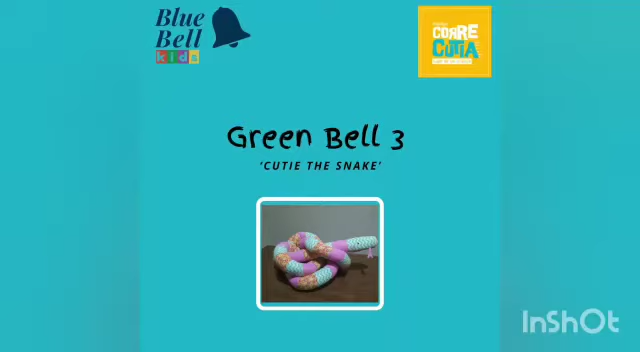 Blue
Bell
kids
CORRE
CUTIA
Green Bell 3
'CUTIE THE SNAKE'
InShOt